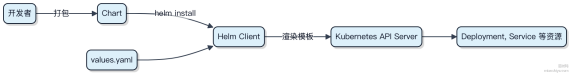 开发者
打包
Chart
helm install
values.yaml
Helm Client
渲染模板
Kubernetes API Server
Deployment, Service 等资源